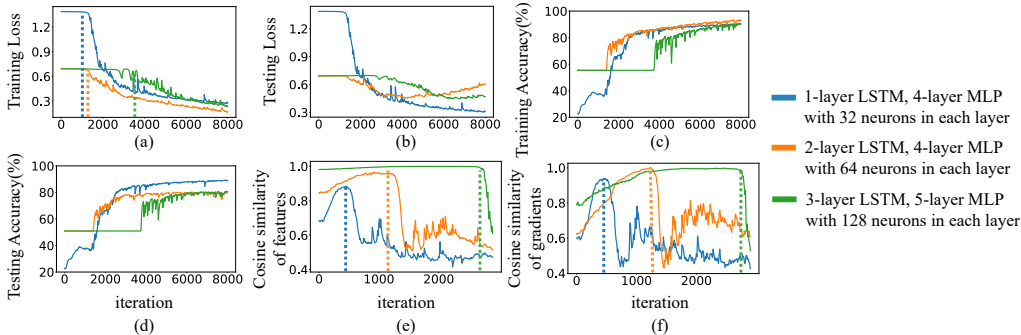 Training Loss
1.2
0.9
0.6
0.3
0 2000 4000 6000 8000
(a)
Testing Loss
1.2
0.9
0.6
0.3
0 2000 4000 6000 8000
(b)
Training Accuracy(%)
100
80
60
40
20
0 2000 4000 6000 8000
(c)
1-layer LSTM, 4-layer MLP
with 32 neurons in each layer
2-layer LSTM, 4-layer MLP
with 64 neurons in each layer
3-layer LSTM, 5-layer MLP
with 128 neurons in each layer
Testing Accuracy(%)
100
80
60
40
20
0 2000 4000 6000 8000
iteration
(d)
Cosine similarity
of features
1.0
0.8
0.6
0.4
0 1000 2000
iteration
(e)
Cosine similarity
of gradients
1.0
0.8
0.6
0.4
0 1000 2000
iteration
(f)